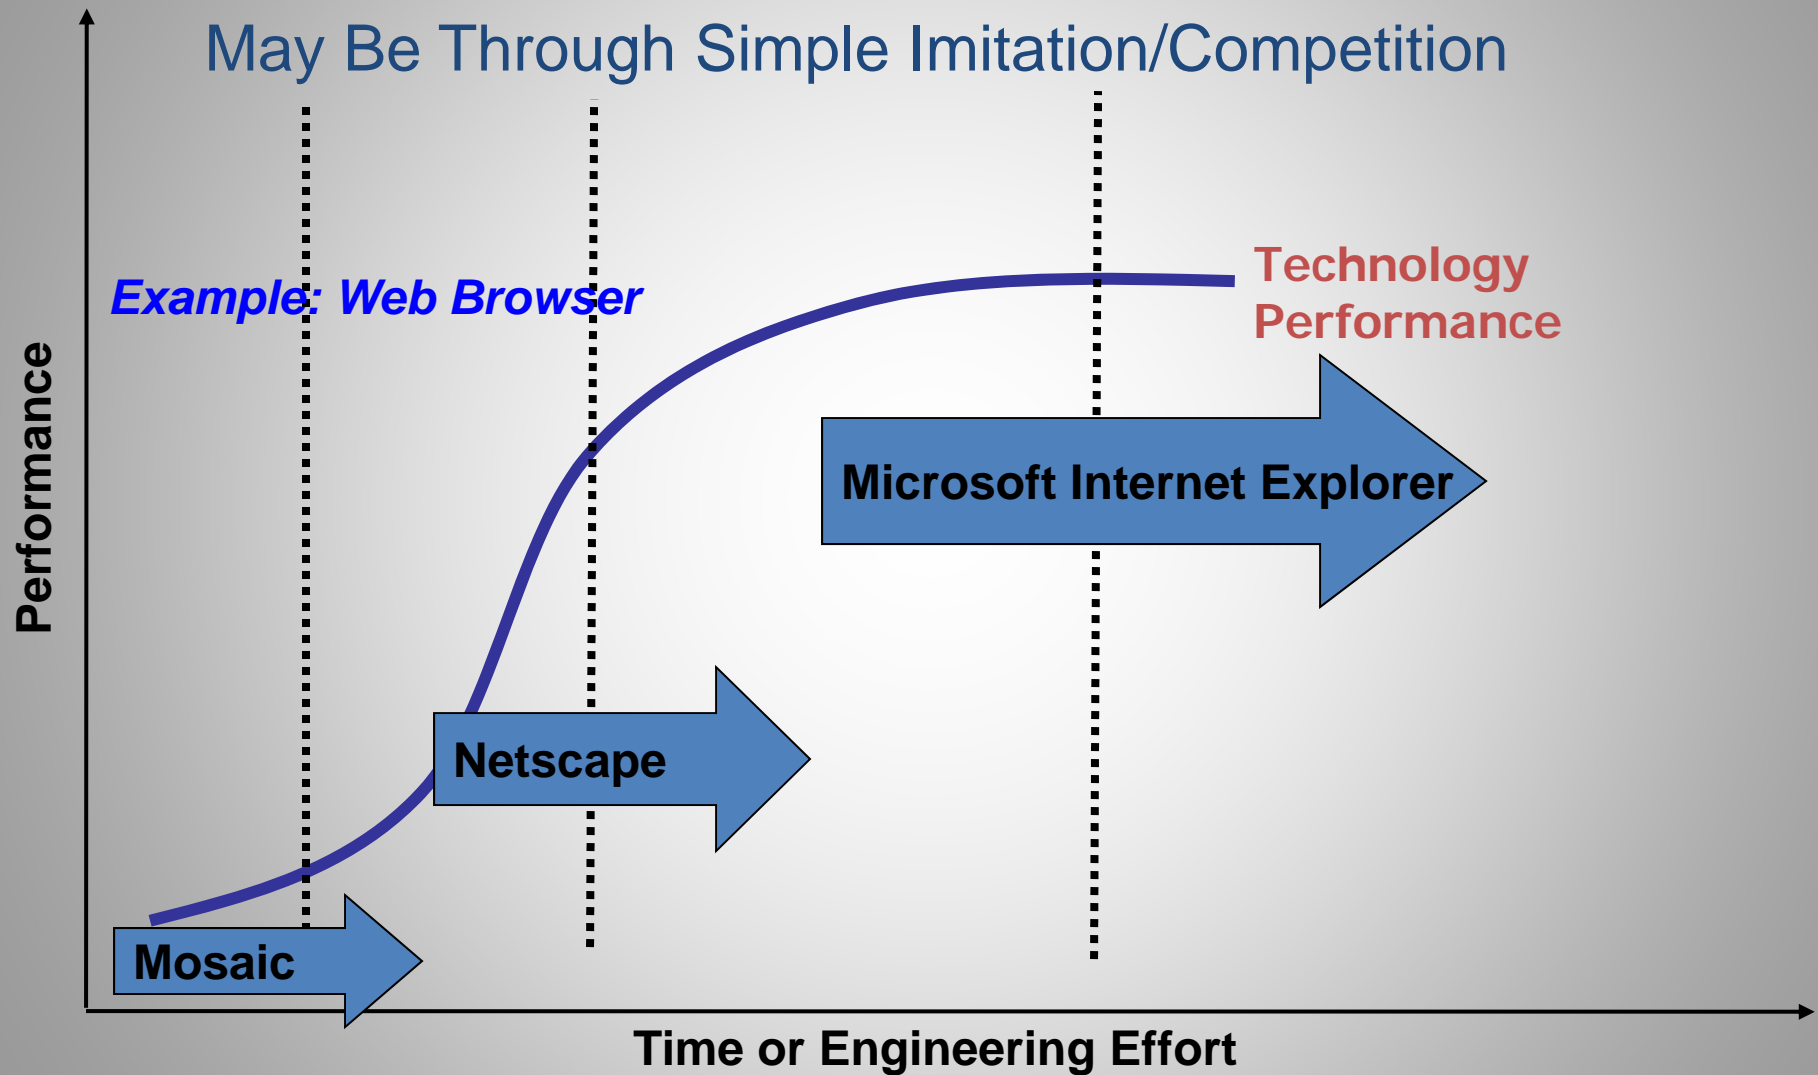 May Be Through Simple Imitation/Competition
Example: Web Browser
Technology
Performance
Performance
Microsoft Internet Explorer
Netscape
Mosaic
Time or Engineering Effort